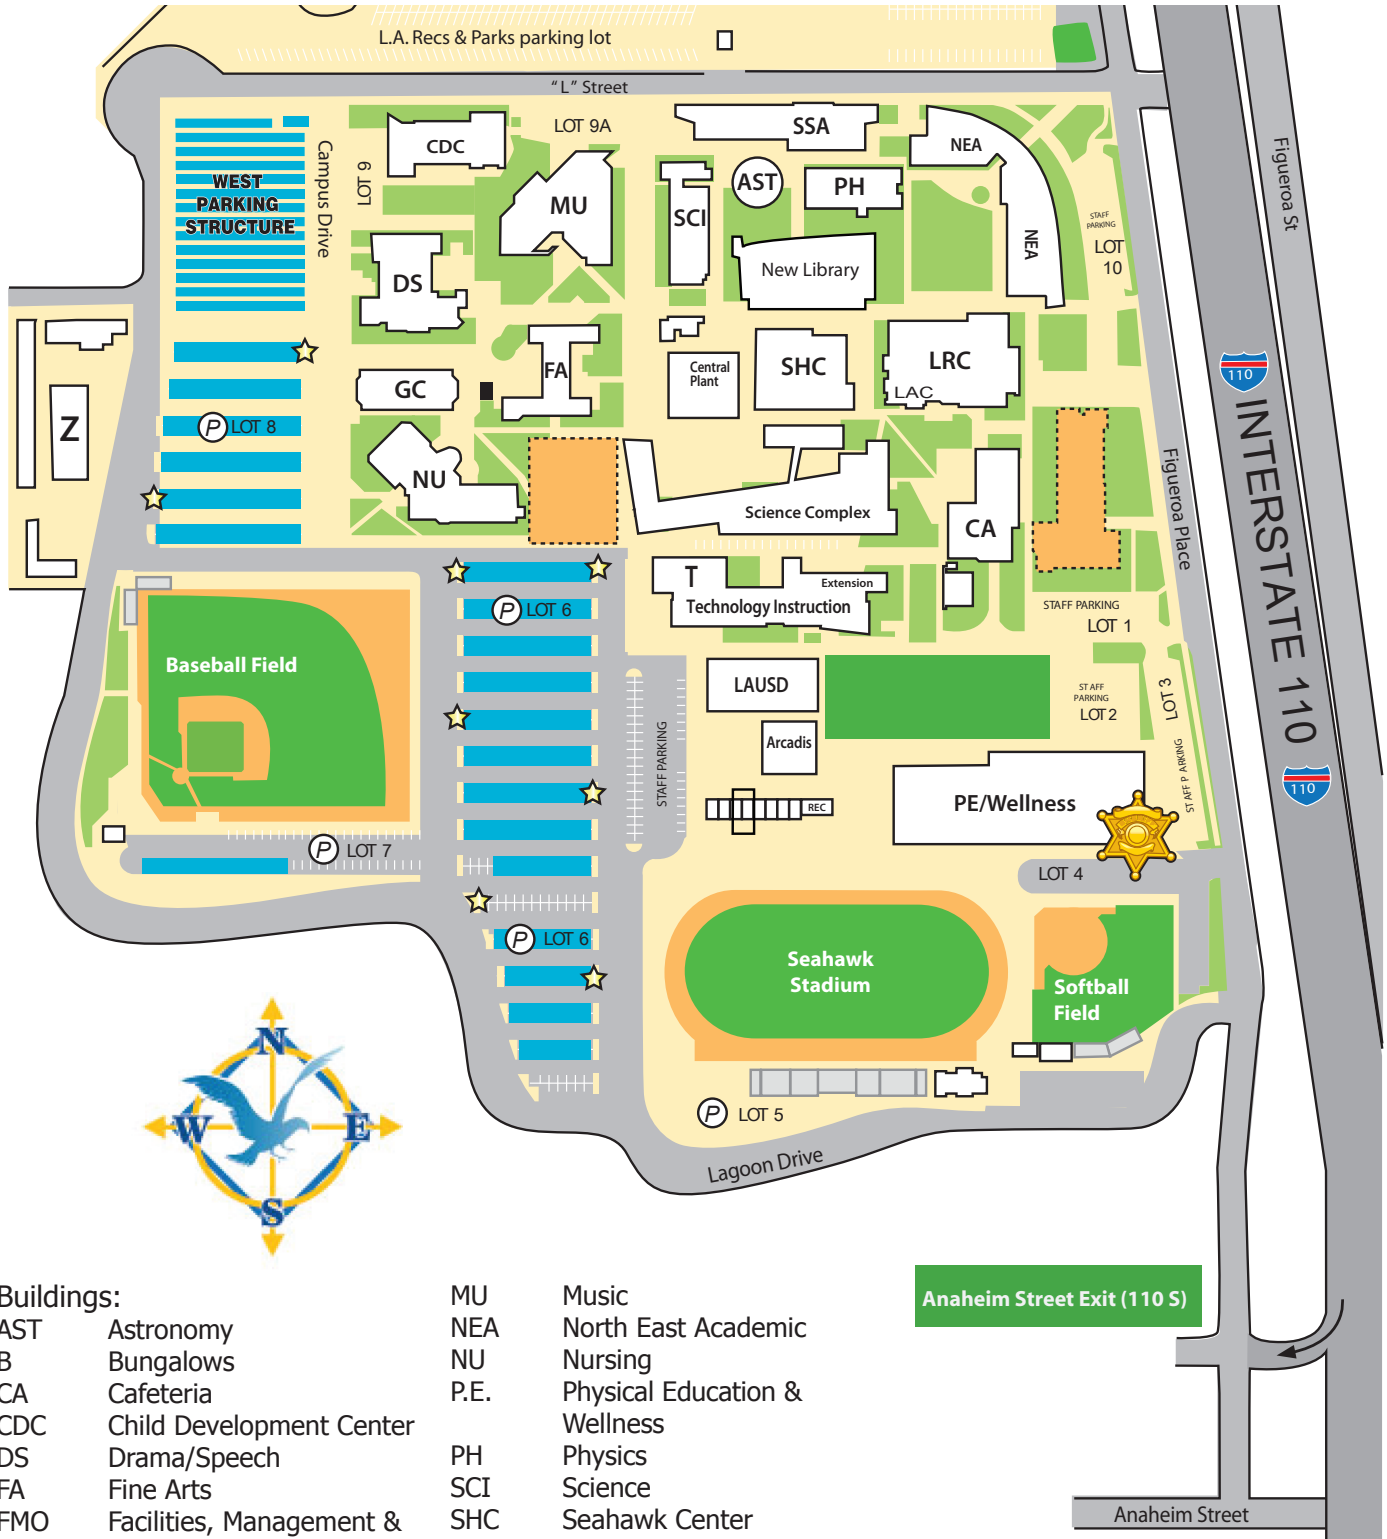 L.A. Recs & Parks parking lot
"L" Street
Figueroa St
WEST
PARKING
STRUCTURE
Campus Drive
LOT 9
CDC
LOT 9A
MU
SSA
AST
PH
SCI
NEA
NEA
STAFF
PARKING
LOT
10
DS
New Library
FA
GC
Central
Plant
SHC
LRC
LAC
110
INTERSTATE 110
110
Z
P LOT 8
NU
Science Complex
CA
Figueroa Place
T
Extension
Technology Instruction
STAFF PARKING
LOT 1
P LOT 6
Baseball Field
LAUSD
STAFF
PARKING
LOT2
LOT 3
STAFF PARKING
STAFF PARKING
Arcadis
REC
PE/Wellness
P LOT 7
LOT 4
P LOT 6
Seahawk
Stadium
Softball
Field
N
W
E
S
P LOT 5
Lagoon Drive
Anaheim Street Exit (110 S)
Anaheim Street
Buildings:
AST Astronomy
B Bungalows
CA Cafeteria
CDC Child Development Center
DS Drama/Speech
FA Fine Arts
FMO Facilities, Management &
MU Music
NEA North East Academic
NU Nursing
P.E. Physical Education &
Wellness
PH Physics
SCI Science
SHC Seahawk Center